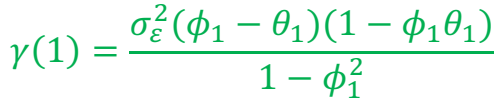 γ(1) = σ_ε^2(ϕ_1 − θ_1)(1 − ϕ_1θ_1) / (1 − ϕ_1^2)